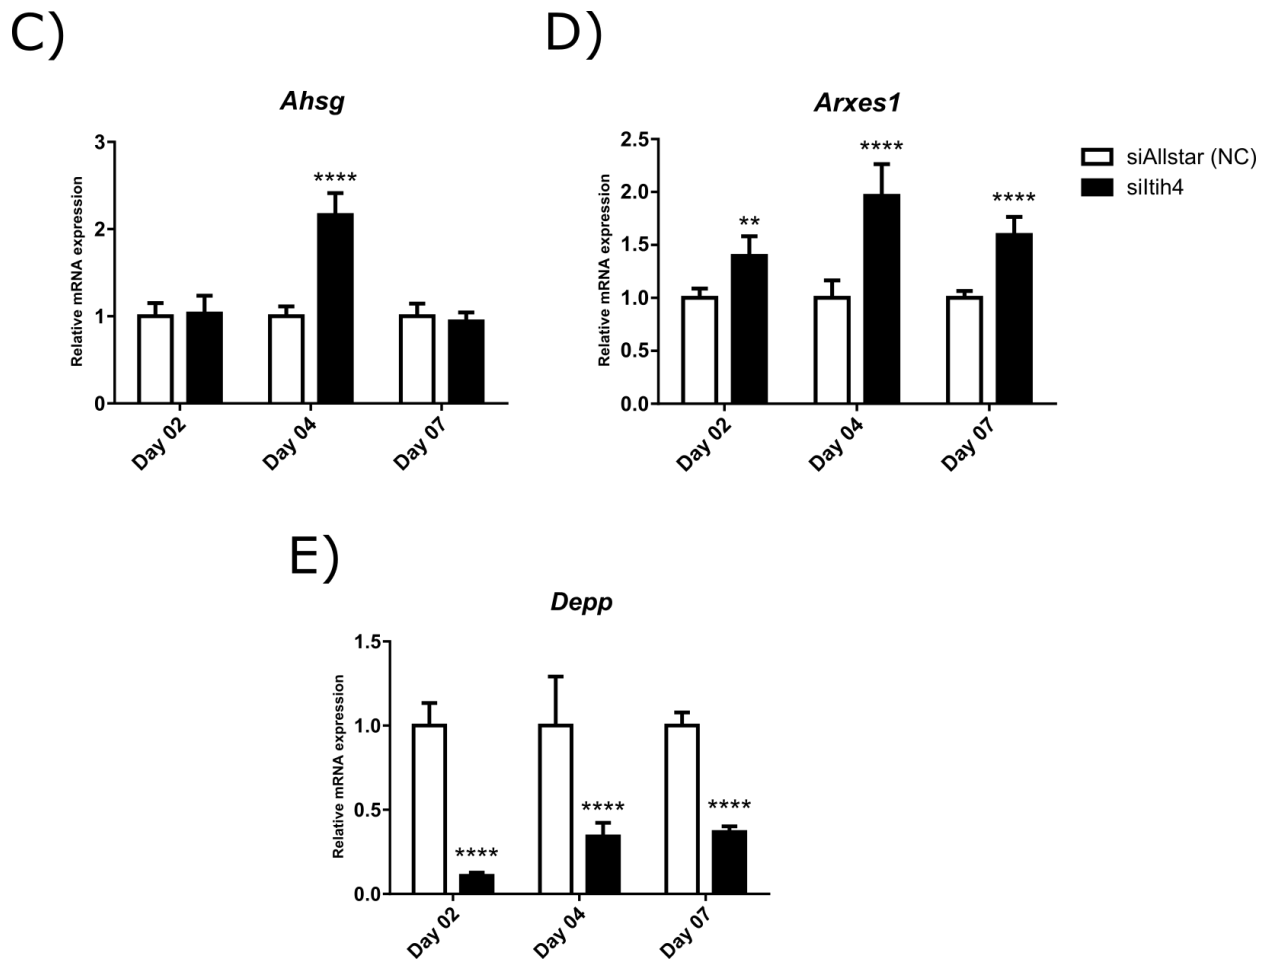 C)
D)
Ahsg
Arxes1
Relative mRNA expression
3
2
1
0
****
Day 02
Day 04
Day 07
Relative mRNA expression
2.5
2.0
1.5
1.0
0.5
0.0
**
****
****
Day 02
Day 04
Day 07
siAllstar (NC)
siItih4
E)
Depp
Relative mRNA expression
1.5
1.0
0.5
0.0
****
****
****
Day 02
Day 04
Day 07